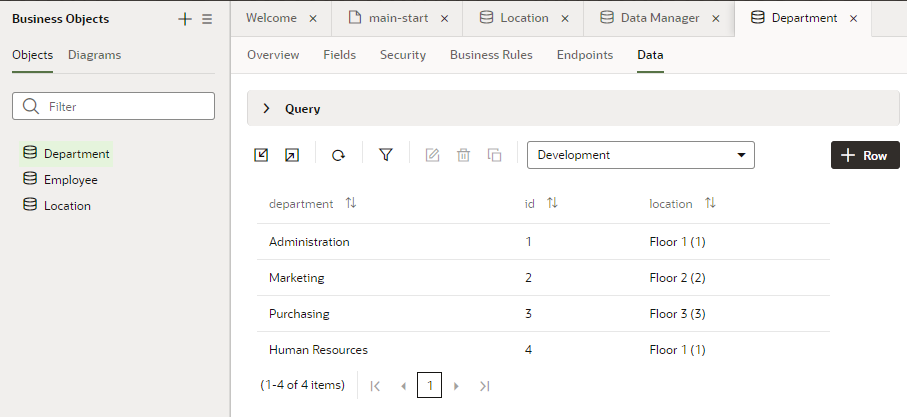 Business Objects
Objects Diagrams
Filter
Department
Employee
Location
Welcome main-start Location Data Manager Department
Overview Fields Security Business Rules Endpoints Data
Query
Development Row
department id location
Administration 1 Floor 1 (1)
Marketing 2 Floor 2 (2)
Purchasing 3 Floor 3 (3)
Human Resources 4 Floor 1 (1)
(1-4 of 4 items) 1